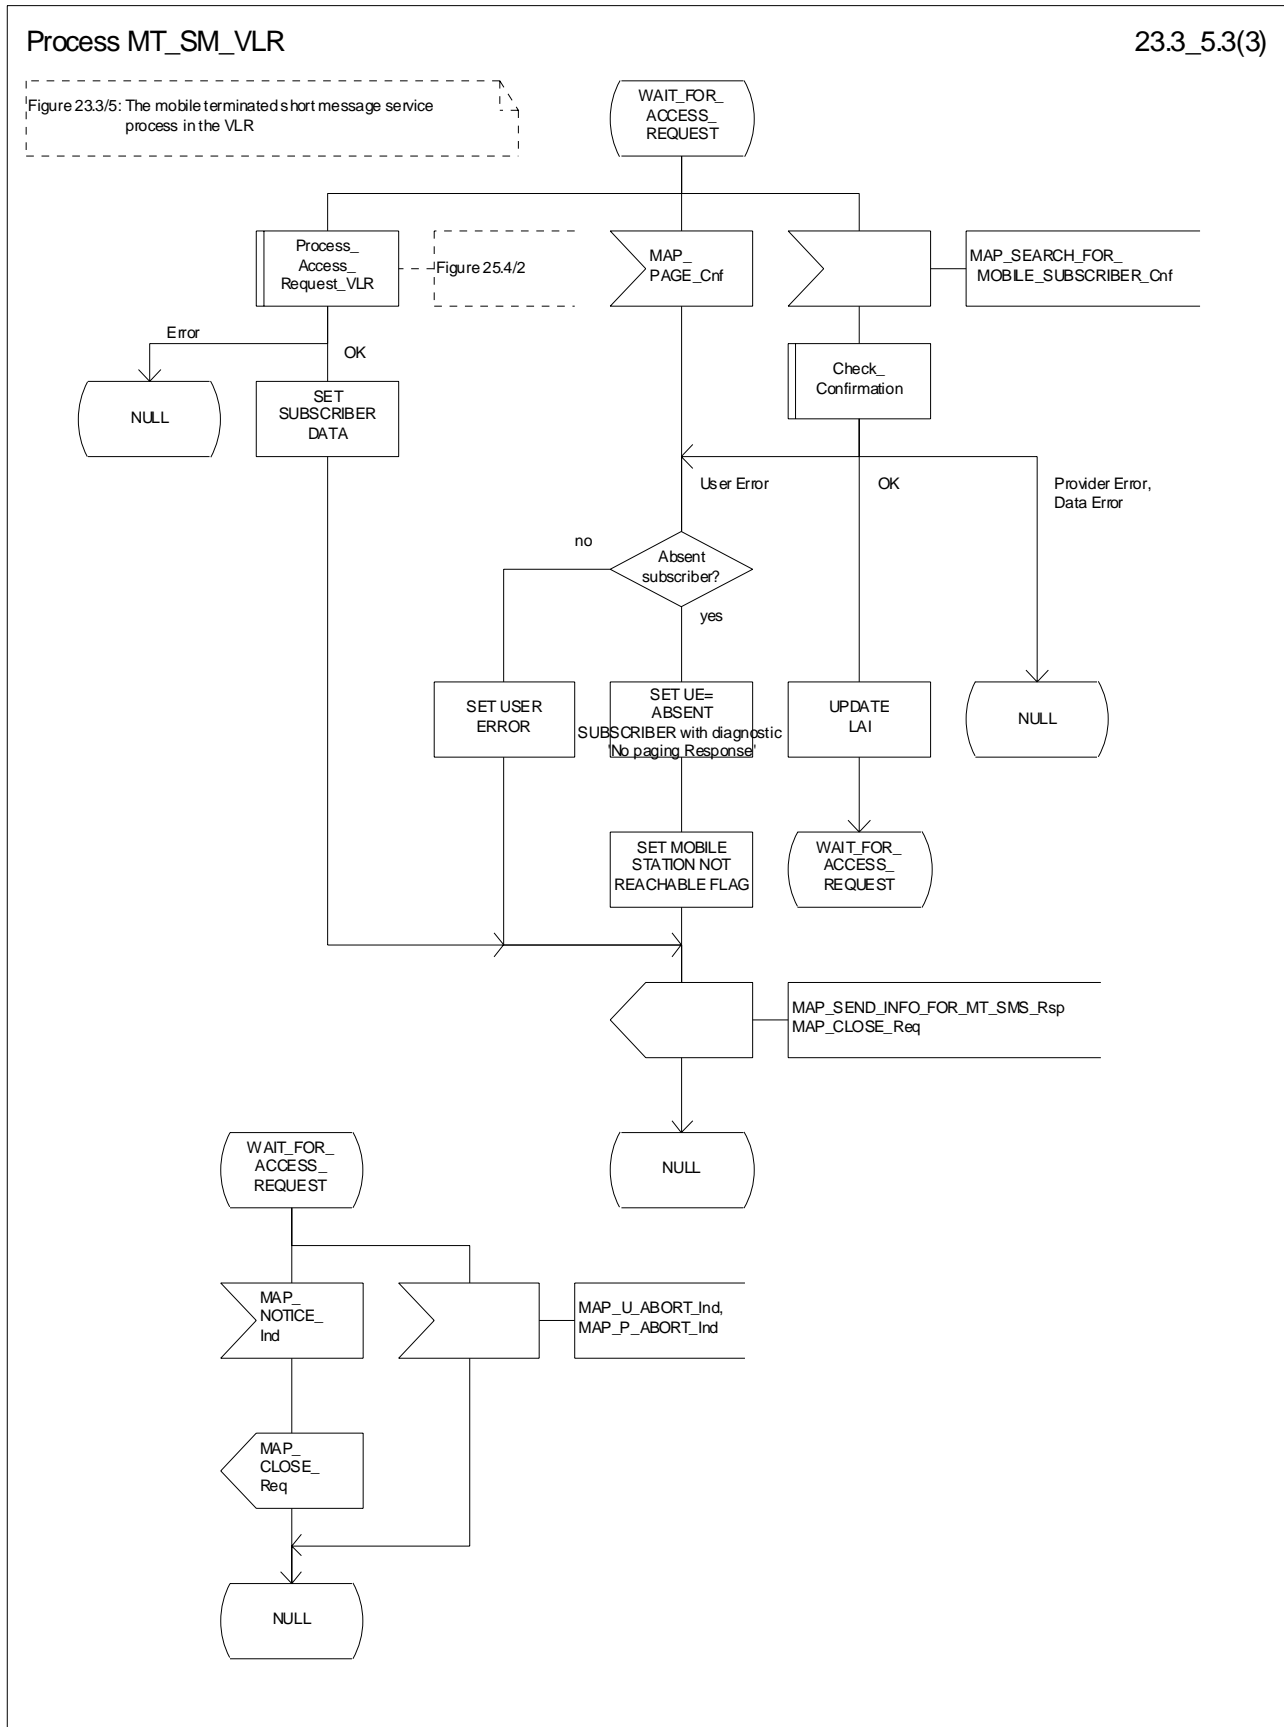 Process MT_SM_VLR
23.3_5.3(3)
Figure 23.3/5: The mobile terminated short message service
process in the VLR
WAIT_FOR_
ACCESS_
REQUEST
Process_
Access_
Request_VLR
Figure 25.4/2
MAP_
PAGE_Cnf
MAP_SEARCH_FOR_
MOBILE_SUBSCRIBER_Cnf
Error
OK
Check_
Confirmation
NULL
SET
SUBSCRIBER
DATA
User Error
OK
Provider Error,
Data Error
no
Absent
subscriber?
yes
SET USER
ERROR
SET UE=
ABSENT
SUBSCRIBER with diagnostic
'No paging Response'
UPDATE
LAI
NULL
SET MOBILE
STATION NOT
REACHABLE FLAG
WAIT_FOR_
ACCESS_
REQUEST
MAP_SEND_INFO_FOR_MT_SMS_Rsp
MAP_CLOSE_Req
NULL
WAIT_FOR_
ACCESS_
REQUEST
MAP_
NOTICE_
Ind
MAP_U_ABORT_Ind,
MAP_P_ABORT_Ind
MAP_
CLOSE_
Req
NULL